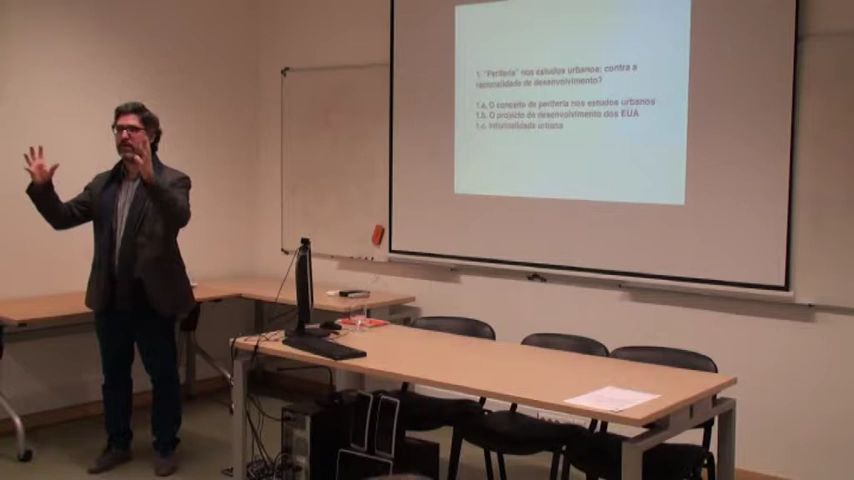 1. "Periferia" nos estudos urbanos: contra a
racionalidade de desenvolvimento?
1.a. O conceito de periferia nos estudos urbanos
1.b. O projecto de desenvolvimento dos EUA
1.c. Informalidade urbana